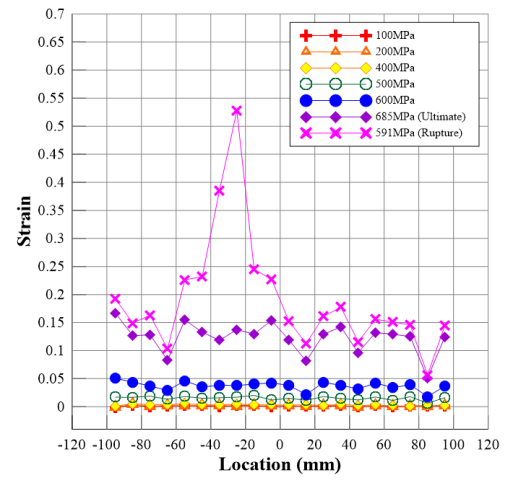 0.7
0.65
0.6
0.55
0.5
0.45
0.4
0.35
0.3
0.25
0.2
0.15
0.1
0.05
0
Strain
100MPa
200MPa
400MPa
500MPa
600MPa
685MPa (Ultimate)
591MPa (Rupture)
-120 -100 -80 -60 -40 -20 0 20 40 60 80 100 120
Location (mm)